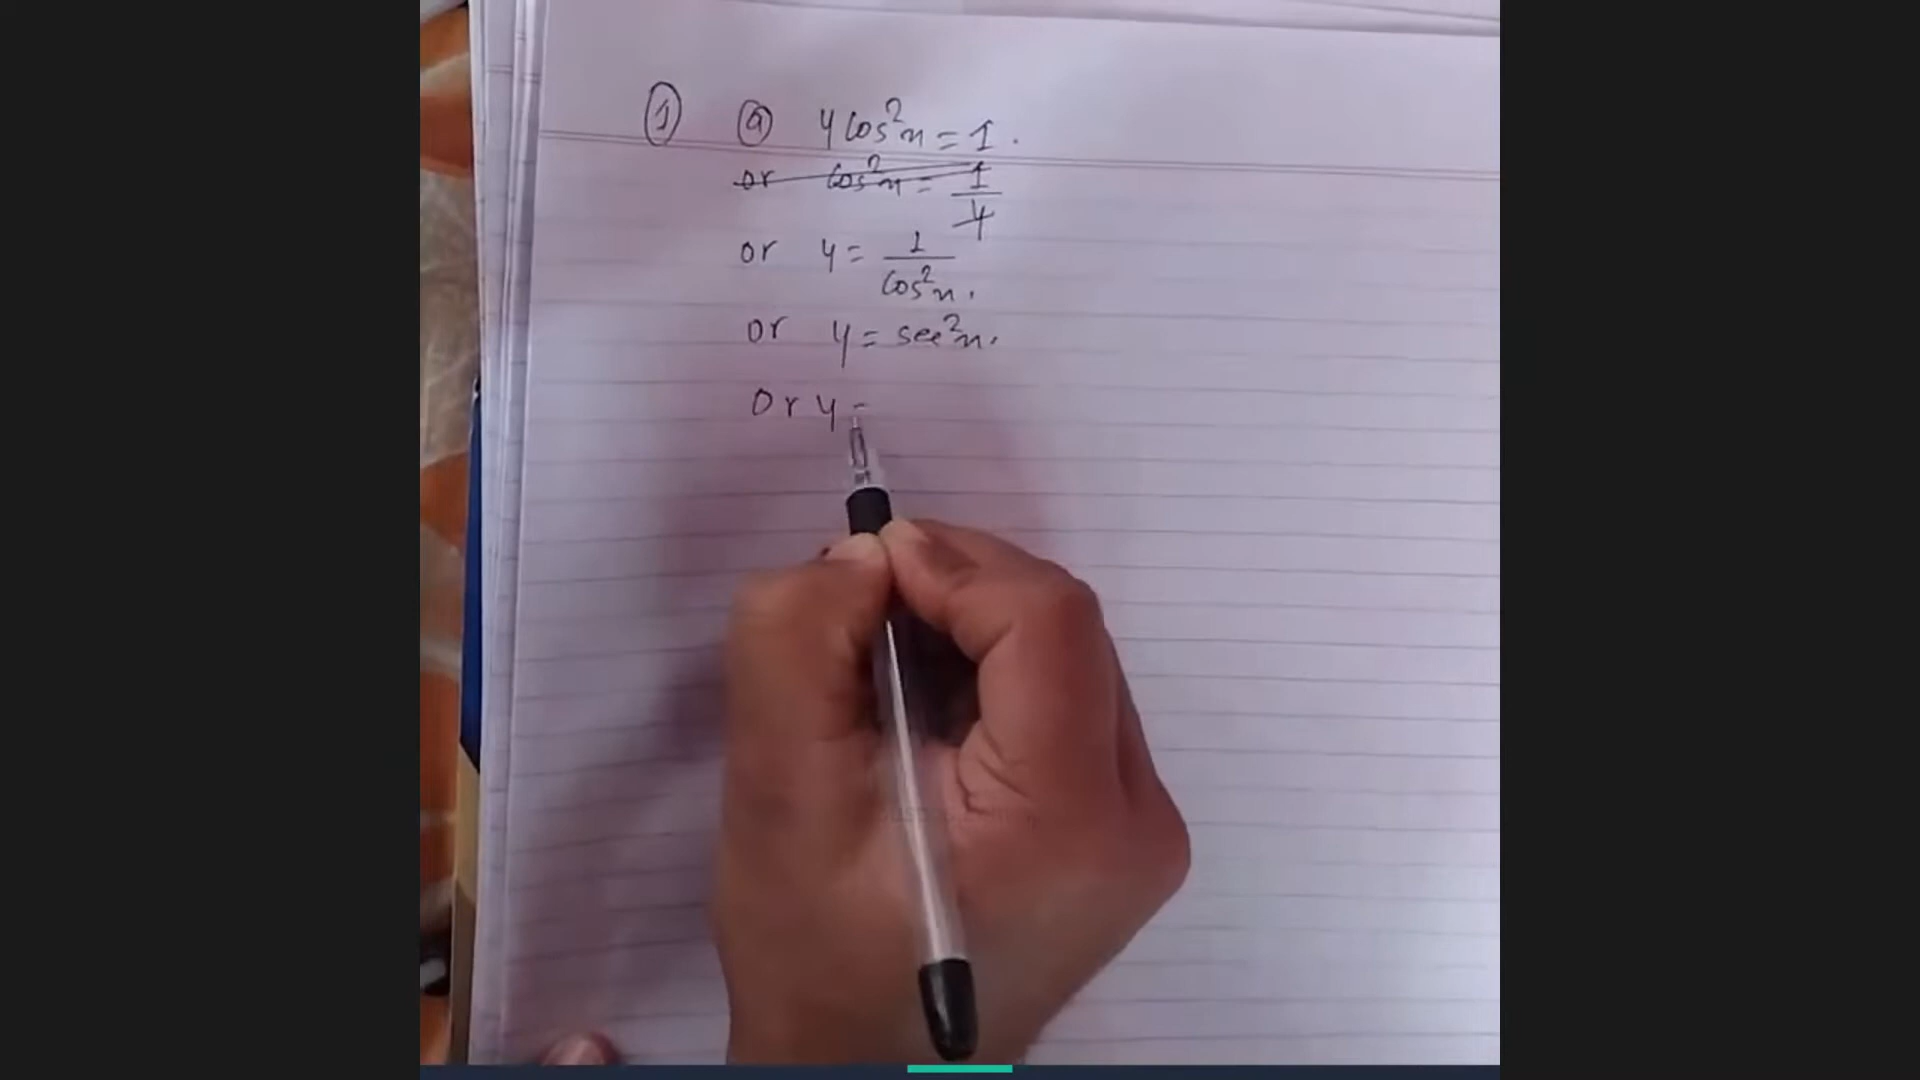 ① ⓐ 4 cos²x = 1 .
or cos²x = 1/4
or 4 = 1/cos²x .
or 4 = sec²x .
Or 4 =